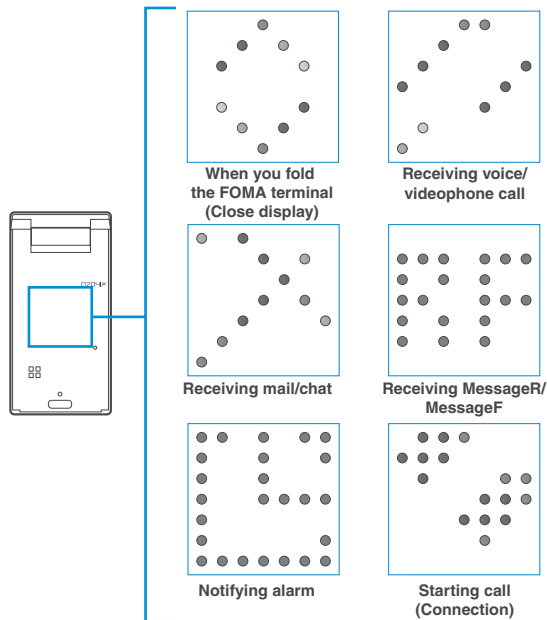 When you fold
the FOMA terminal
(Close display)
Receiving voice/
videophone call
Receiving mail/chat
Receiving MessageR/
MessageF
Notifying alarm
Starting call
(Connection)